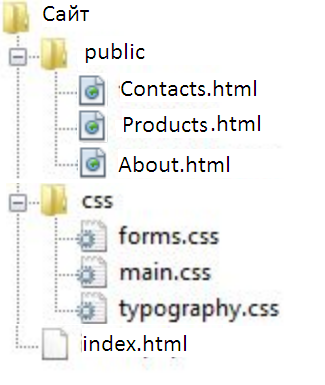 Сайт
public
Contacts.html
Products.html
About.html
css
forms.css
main.css
typography.css
index.html